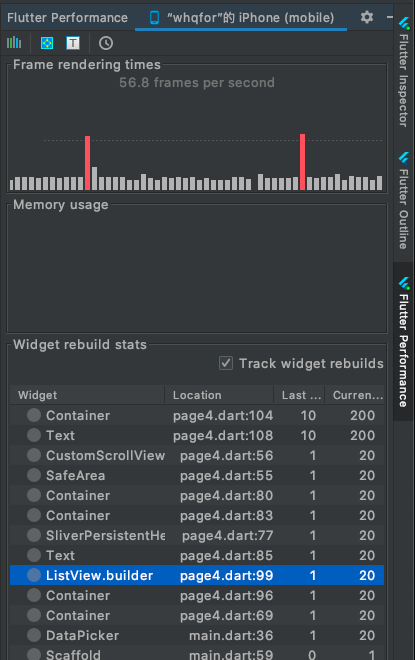 Flutter Performance "whqfor"的 iPhone (mobile)
Frame rendering times
56.8 frames per second
Memory usage
Widget rebuild stats
Track widget rebuilds
Widget Location Last ... Curren...
Container page4.dart:104 10 200
Text page4.dart:108 10 200
CustomScrollView page4.dart:56 1 20
SafeArea page4.dart:55 1 20
Container page4.dart:80 1 20
Container page4.dart:83 1 20
SliverPersistentHe page4.dart:77 1 20
Text page4.dart:85 1 20
ListView.builder page4.dart:99 1 20
Container page4.dart:96 1 20
Container page4.dart:69 1 20
DataPicker main.dart:36 1 20
Scaffold main.dart:59 0 1
Flutter Inspector
Flutter Outline
Flutter Performance